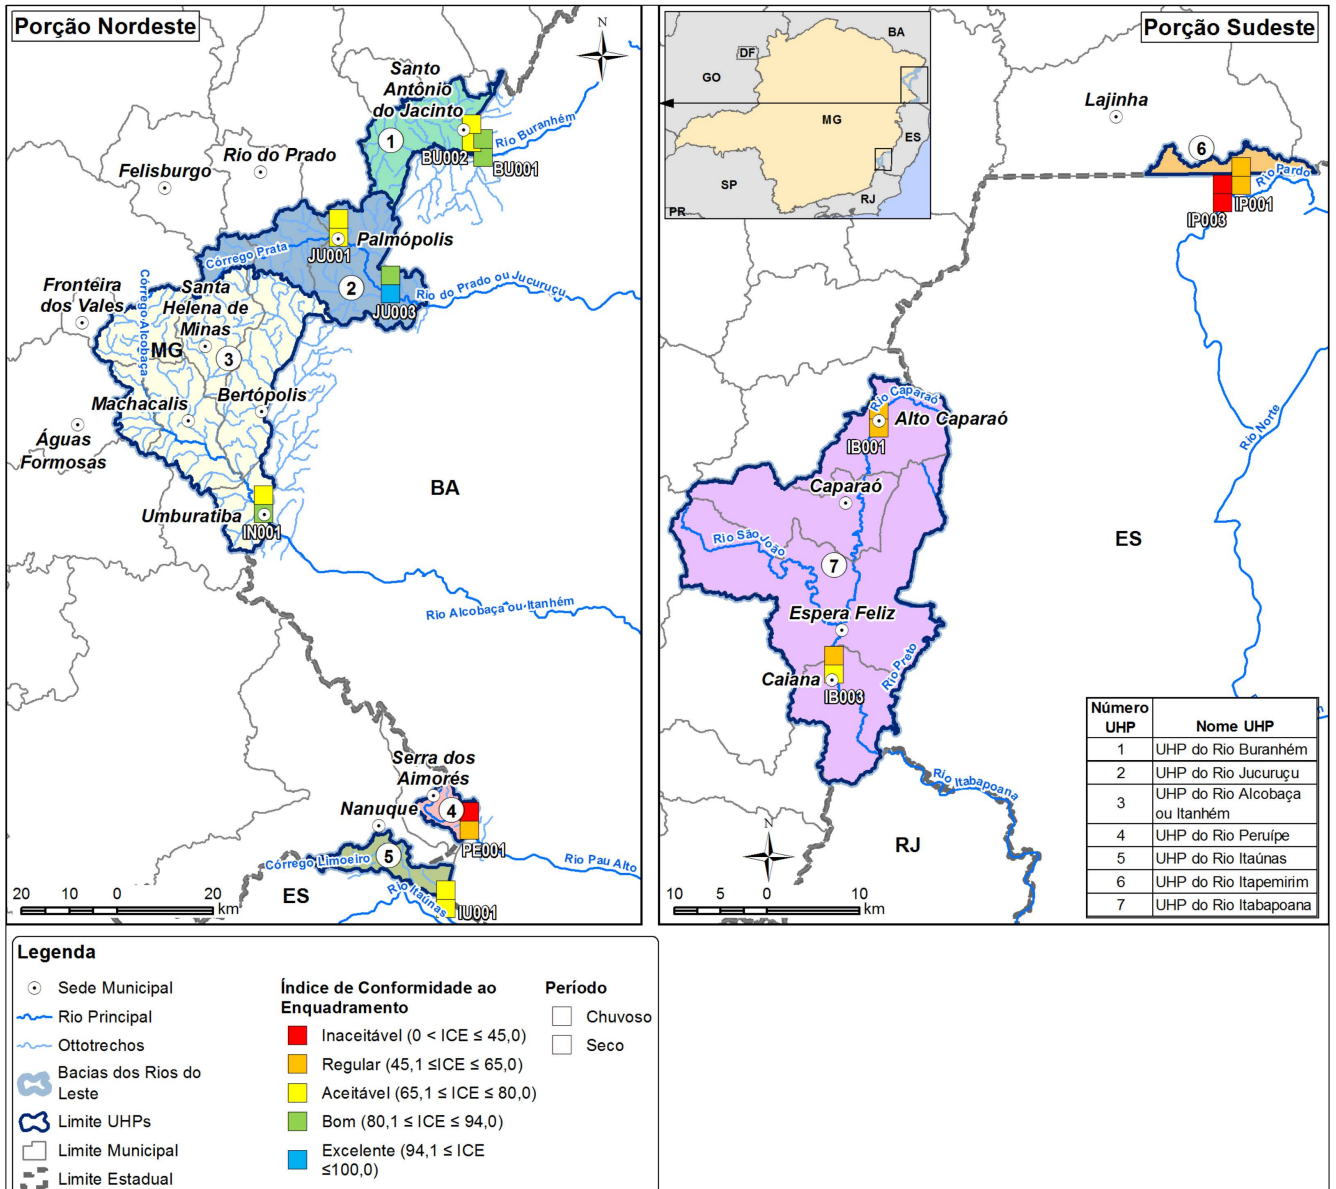 Porção Nordeste
N
Santo
Antônio
do Jacinto
Rio Buranhém
1
BU002
BU001
Rio do Prado
Felisburgo
Palmópolis
JU001
Córrego Prata
2
Rio do Prado ou Jucuruçu
JU003
Fronteira
dos Vales
Santa
Helena de
Minas
Córrego Alcobaça
MG
3
Machacalis
Bertópolis
Águas
Formosas
BA
Umburatiba
IN001
Rio Alcobaça ou Itanhém
Serra dos
Aimorés
Nanuque
4
PE001
5
Córrego Limoeiro
Rio Pau Alto
ES
Rio Itaúnas
IU001
20 10 0 20
km
Porção Sudeste
BA
DF
GO
MG
ES
SP
RJ
PR
Lajinha
6
Rio Pardo
IP003
IP001
Rio Norte
Rio Caparaó
Alto Caparaó
IB001
Caparaó
Rio São João
7
ES
Espera Feliz
Rio Preto
Caiana
IB003
Rio Itabapoana
N
RJ
10 5 0 10
km
Número UHP Nome UHP
1 UHP do Rio Buranhém
2 UHP do Rio Jucuruçu
3 UHP do Rio Alcobaça
ou Itanhém
4 UHP do Rio Peruípe
5 UHP do Rio Itaúnas
6 UHP do Rio Itapemirim
7 UHP do Rio Itabapoana
Legenda
Sede Municipal
Rio Principal
Ottotrechos
Bacias dos Rios do
Leste
Limite UHPs
Limite Municipal
Limite Estadual
Índice de Conformidade ao
Enquadramento
Inaceitável (0 < ICE ≤ 45,0)
Regular (45,1 ≤ICE ≤ 65,0)
Aceitável (65,1 ≤ ICE ≤ 80,0)
Bom (80,1 ≤ ICE ≤ 94,0)
Excelente (94,1 ≤ ICE
≤100,0)
Período
Chuvoso
Seco